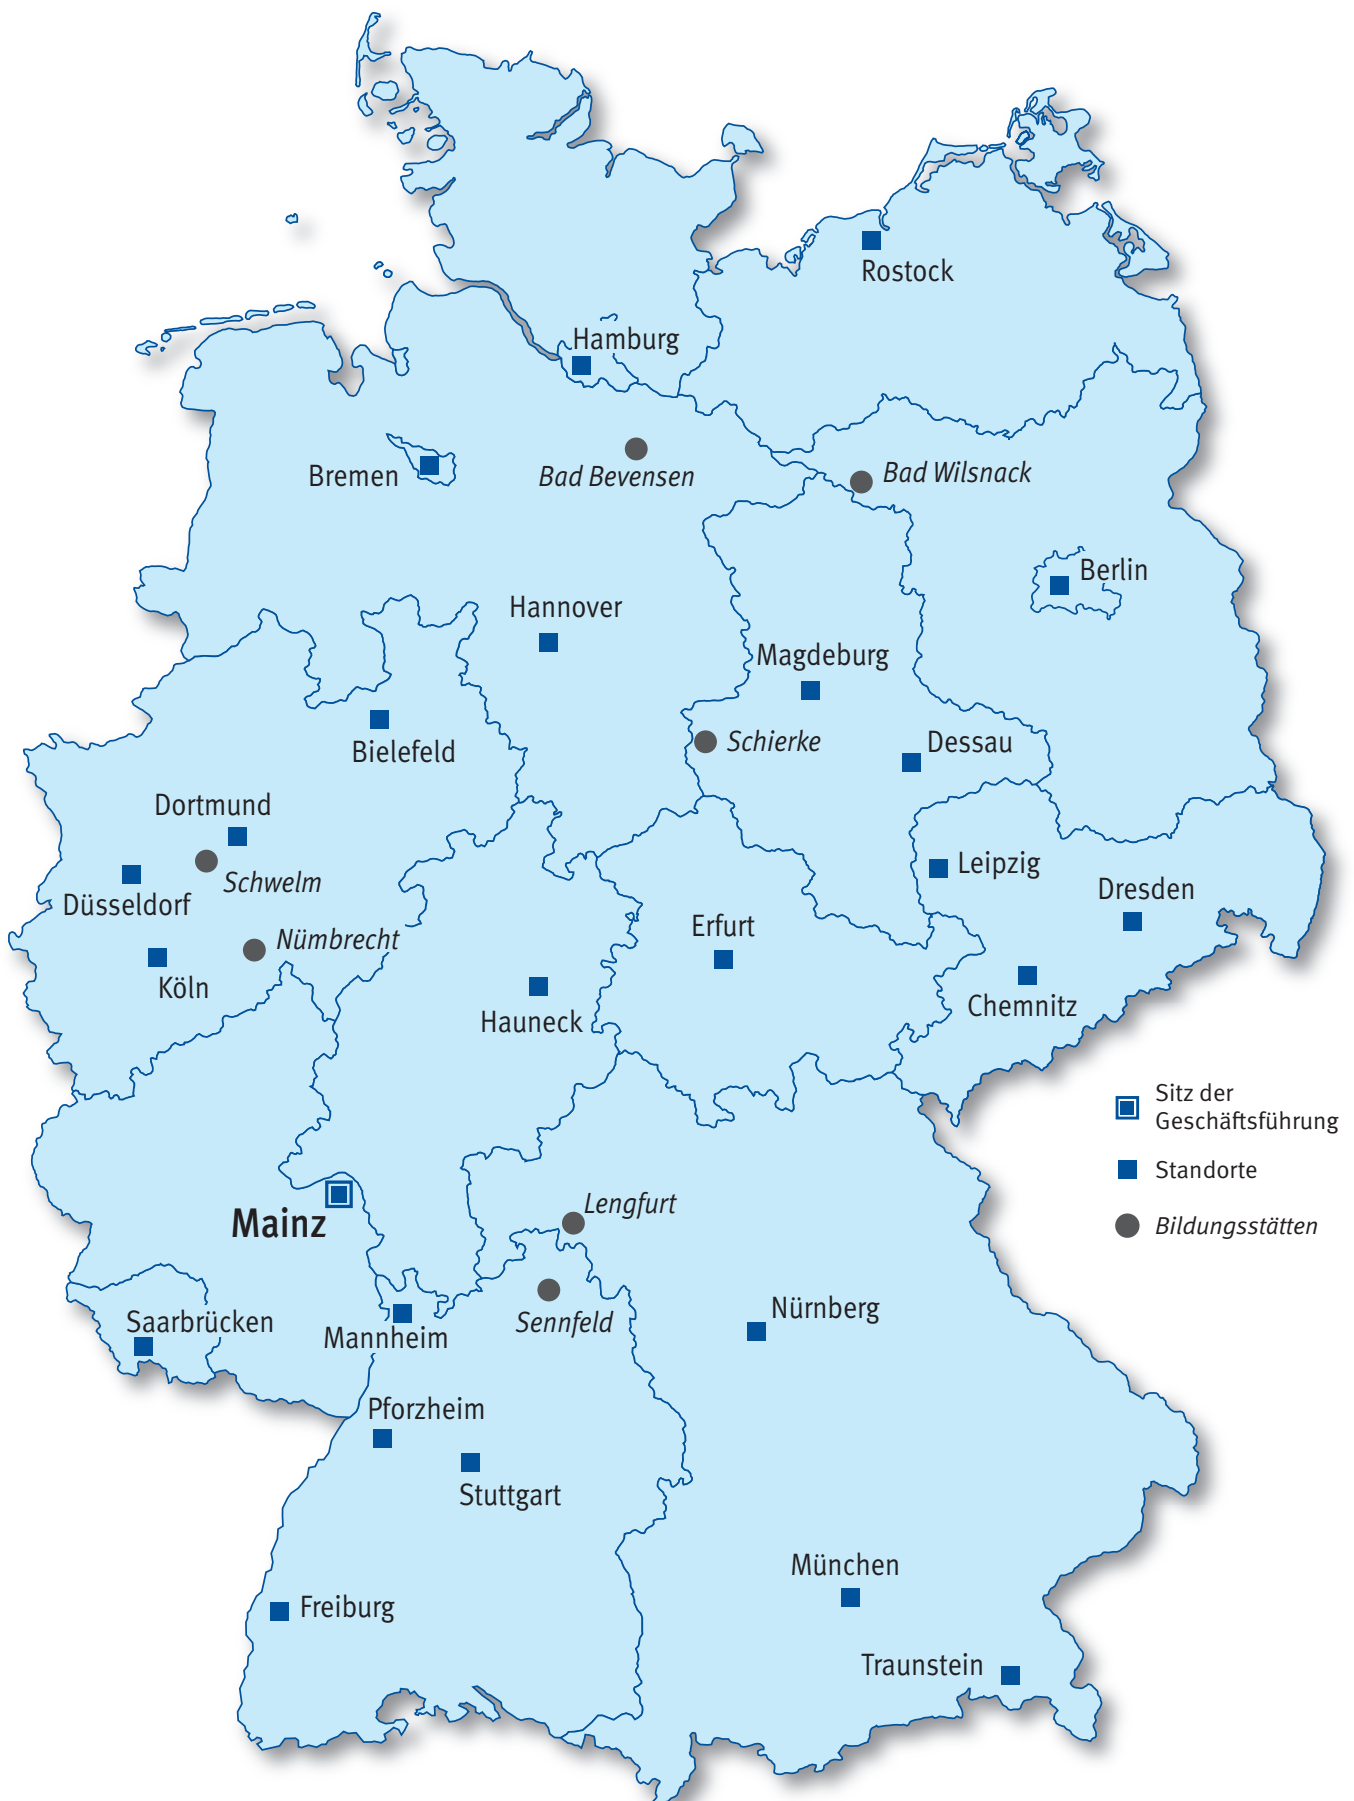 Rostock
Hamburg
Bremen
Bad Bevensen
Bad Wilsnack
Berlin
Hannover
Magdeburg
Bielefeld
Schierke
Dessau
Dortmund
Schwelm
Düsseldorf
Leipzig
Dresden
Erfurt
Nümbrecht
Köln
Hauneck
Chemnitz
Sitz der
Geschäftsführung
Standorte
Bildungsstätten
Lengfurt
Mainz
Saarbrücken
Mannheim
Sennfeld
Nürnberg
Pforzheim
Stuttgart
München
Freiburg
Traunstein